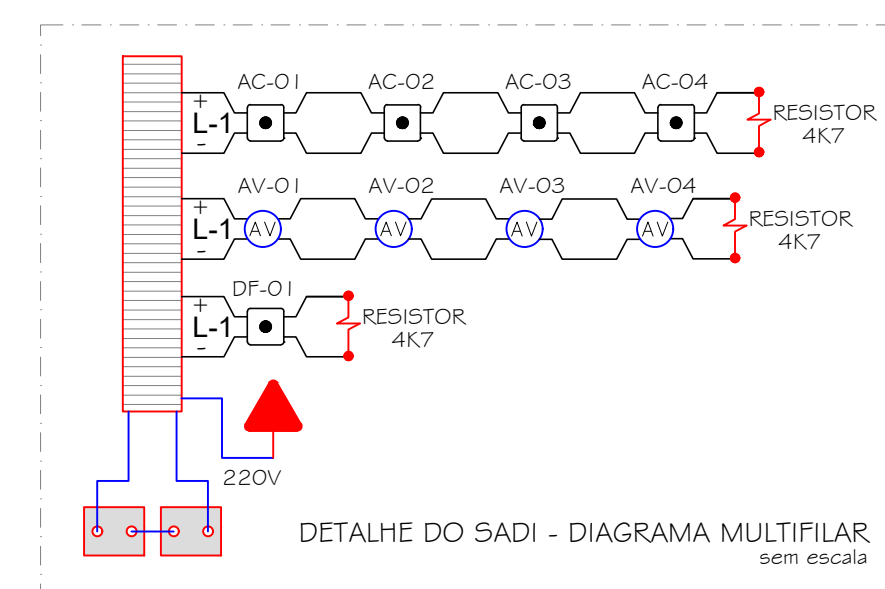 AC-01 AC-02 AC-03 AC-04
+
L-1
-
RESISTOR
4K7
AV-01 AV-02 AV-03 AV-04
+
L-1
-
AV AV AV AV
RESISTOR
4K7
DF-01
+
L-1
-
RESISTOR
4K7
220V
DETALHE DO SADI - DIAGRAMA MULTIFILAR
sem escala